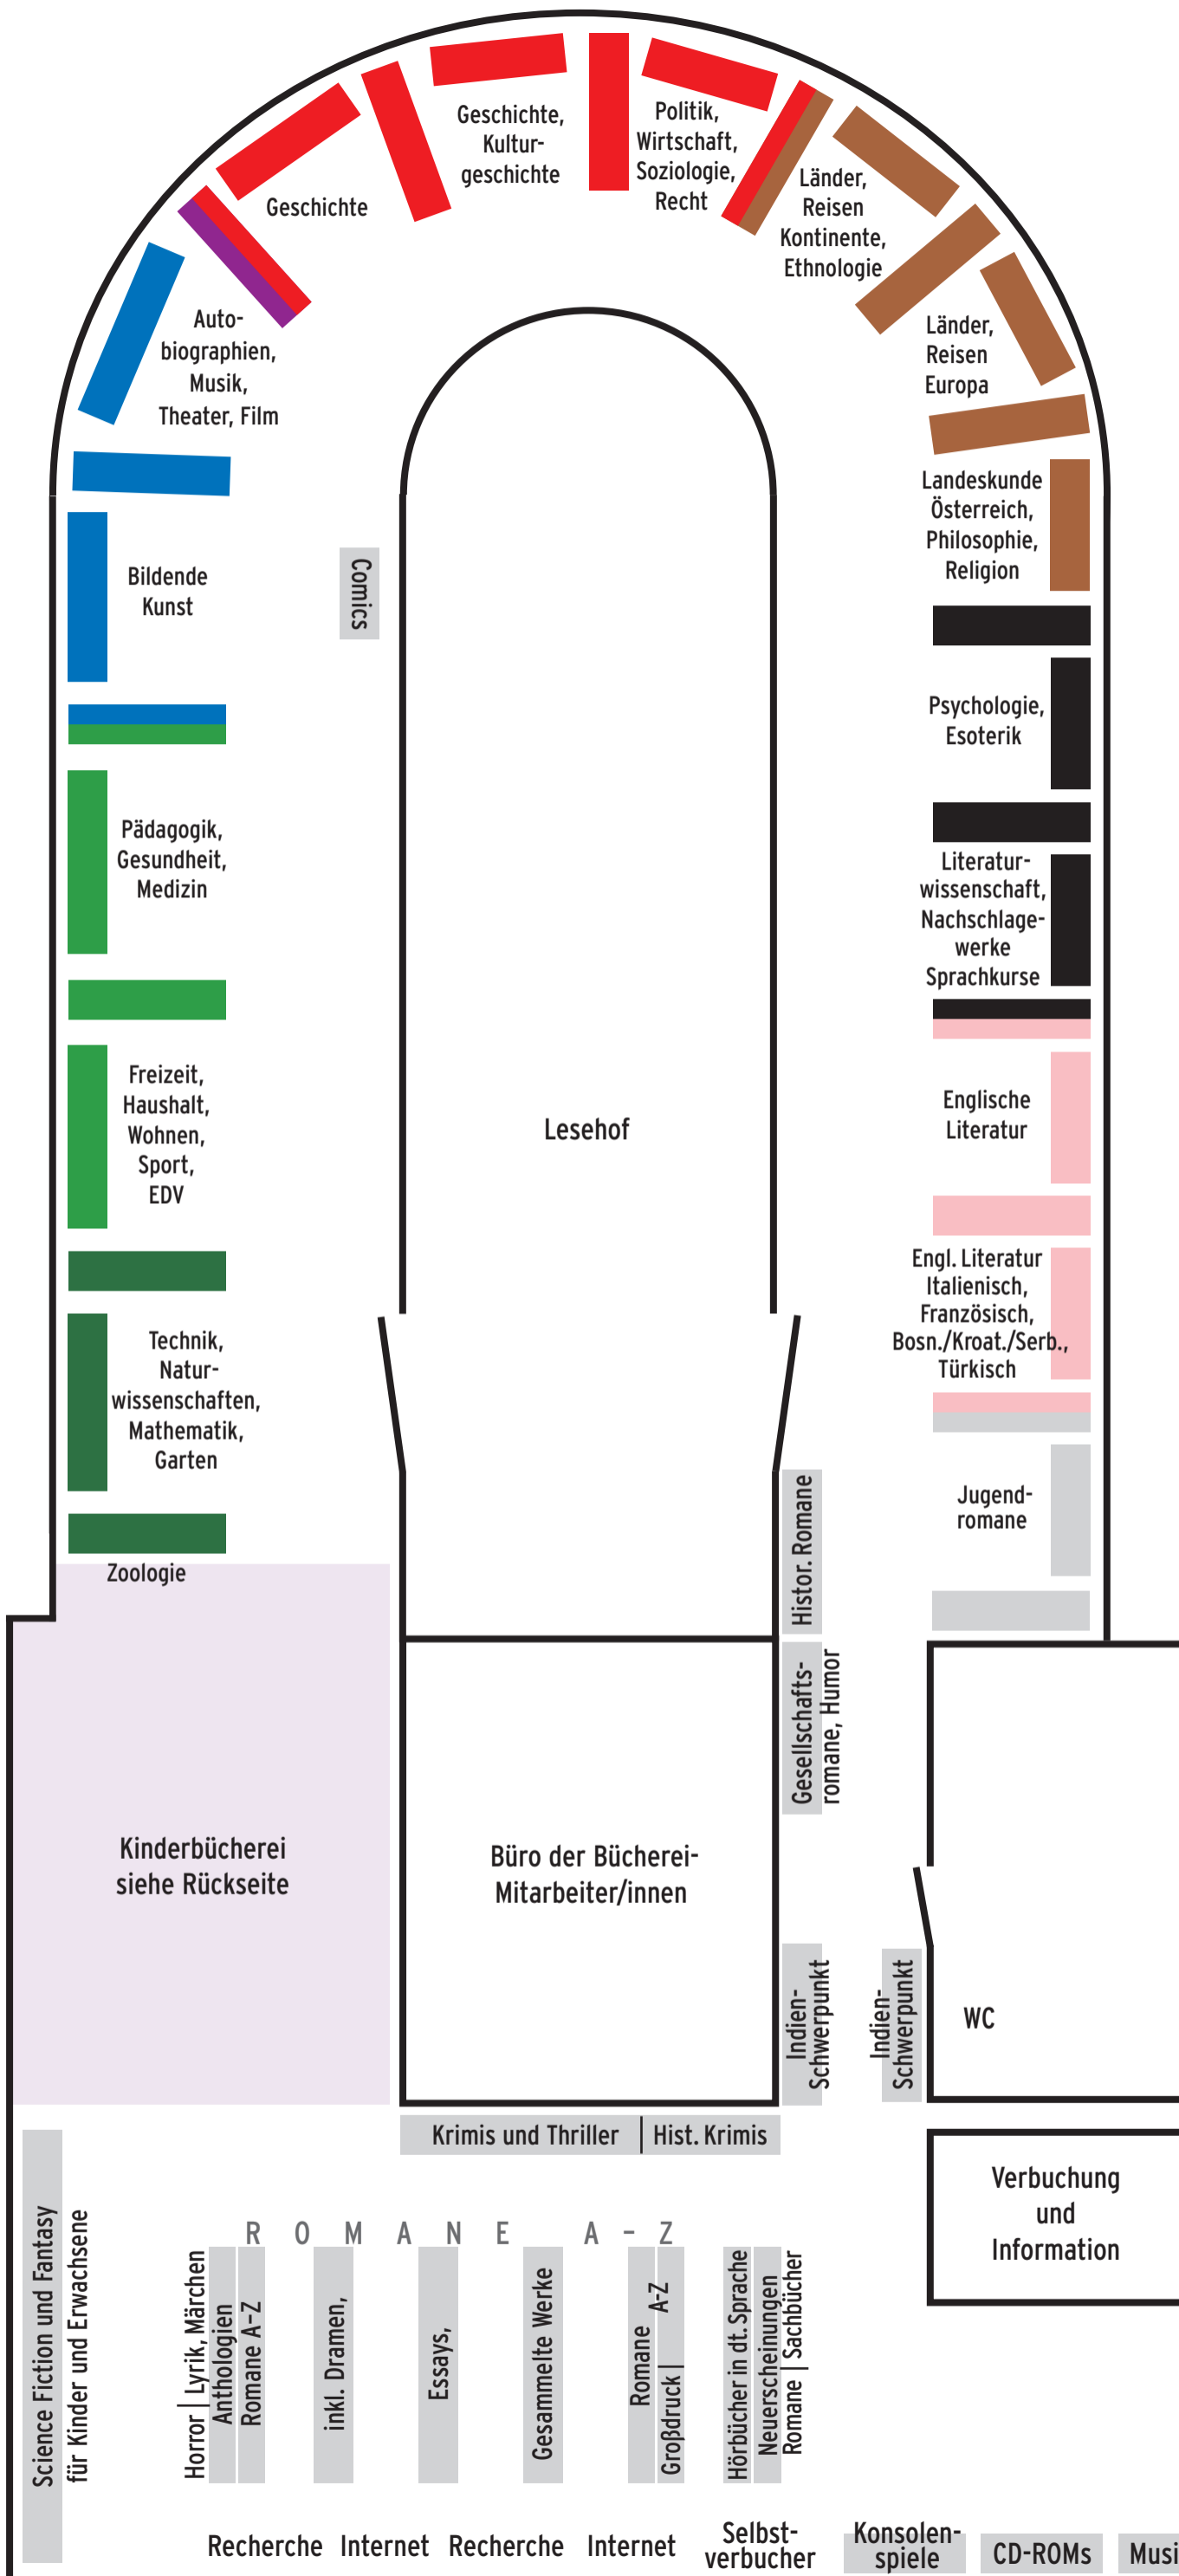 Geschichte,
Kultur-
geschichte
Politik,
Wirtschaft,
Soziologie,
Recht
Geschichte
Länder,
Reisen
Kontinente,
Ethnologie
Auto-
biographien,
Musik,
Theater, Film
Länder,
Reisen
Europa
Landeskunde
Österreich,
Philosophie,
Religion
Bildende
Kunst
Comics
Psychologie,
Esoterik
Pädagogik,
Gesundheit,
Medizin
Literatur-
wissenschaft,
Nachschlage-
werke
Sprachkurse
Freizeit,
Haushalt,
Wohnen,
Sport,
EDV
Lesehof
Englische
Literatur
Engl. Literatur
Italienisch,
Französisch,
Bosn./Kroat./Serb.,
Türkisch
Technik,
Natur-
wissenschaften,
Mathematik,
Garten
Jugend-
romane
Histor. Romane
Zoologie
Gesellschafts-
romane, Humor
Kinderbücherei
siehe Rückseite
Büro der Bücherei-
Mitarbeiter/innen
Indien-
Schwerpunkt
Indien-
Schwerpunkt
WC
Krimis und Thriller | Hist. Krimis
Verbuchung
und
Information
ROMANE A–Z
Science Fiction und Fantasy
für Kinder und Erwachsene
Horror | Lyrik, Märchen
Anthologien
Romane A–Z
inkl. Dramen,
Essays,
Gesammelte Werke
Romane
A-Z
Großdruck |
Hörbücher in dt. Sprache
Neuerscheinungen
Romane | Sachbücher
Recherche Internet Recherche Internet
Selbst-
verbucher
Konsolen-
spiele
CD-ROMs
Musi